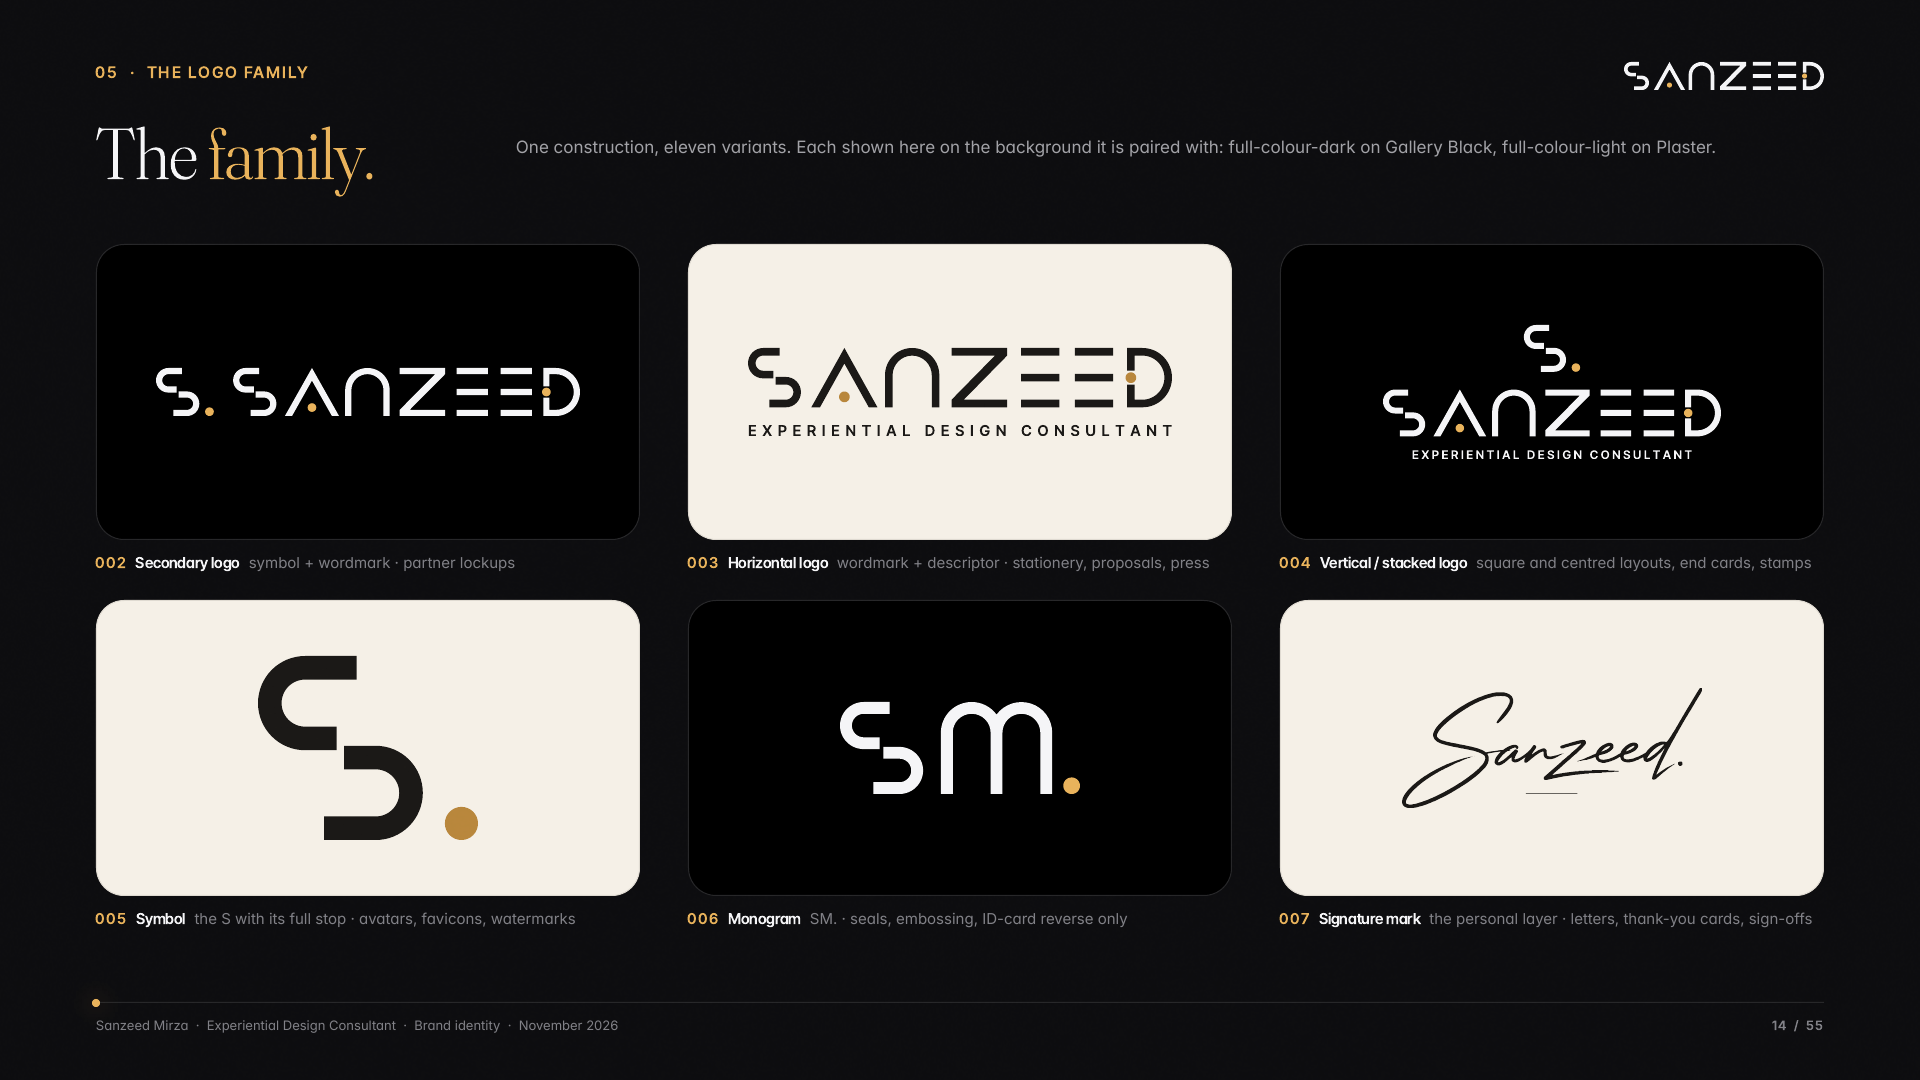 05 · THE LOGO FAMILY
SANZEED
The family.
One construction, eleven variants. Each shown here on the background it is paired with: full-colour-dark on Gallery Black, full-colour-light on Plaster.
S. SANZEED
SANZEED
EXPERIENTIAL DESIGN CONSULTANT
S.
SANZEED
EXPERIENTIAL DESIGN CONSULTANT
002 Secondary logo symbol + wordmark · partner lockups
003 Horizontal logo wordmark + descriptor · stationery, proposals, press
004 Vertical / stacked logo square and centred layouts, end cards, stamps
S.
SM.
Sanzeed.
005 Symbol the S with its full stop · avatars, favicons, watermarks
006 Monogram SM. · seals, embossing, ID-card reverse only
007 Signature mark the personal layer · letters, thank-you cards, sign-offs
Sanzeed Mirza · Experiential Design Consultant · Brand identity · November 2026
14 / 55